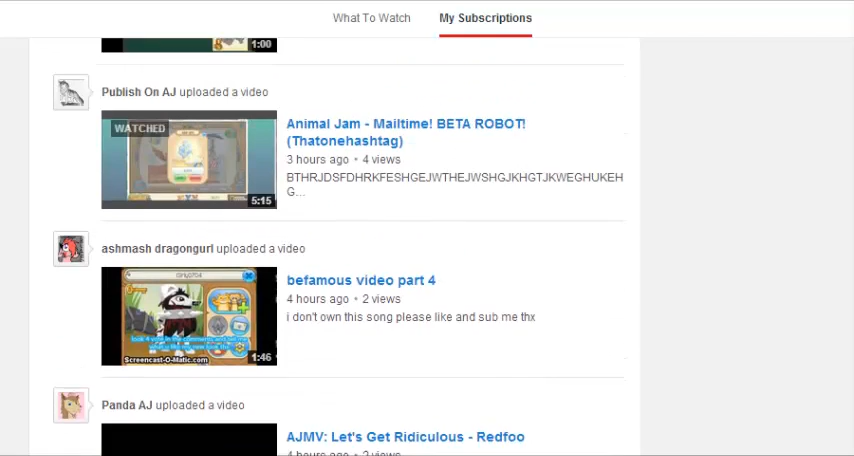 What To Watch
My Subscriptions
1:00
Publish On AJ uploaded a video
WATCHED
5:15
Animal Jam - Mailtime! BETA ROBOT!
(Thatonehashtag)
3 hours ago • 4 views
BTHRJDSFDHRKFESHGEJWTHEJWSHGJKHGTJKWEGHUKEH
G...
ashmash dragongurl uploaded a video
Screencast-O-Matic.com
1:46
befamous video part 4
4 hours ago • 2 views
i don't own this song please like and sub me thx
Panda AJ uploaded a video
AJMV: Let's Get Ridiculous - Redfoo
4 hours ago • 2 views